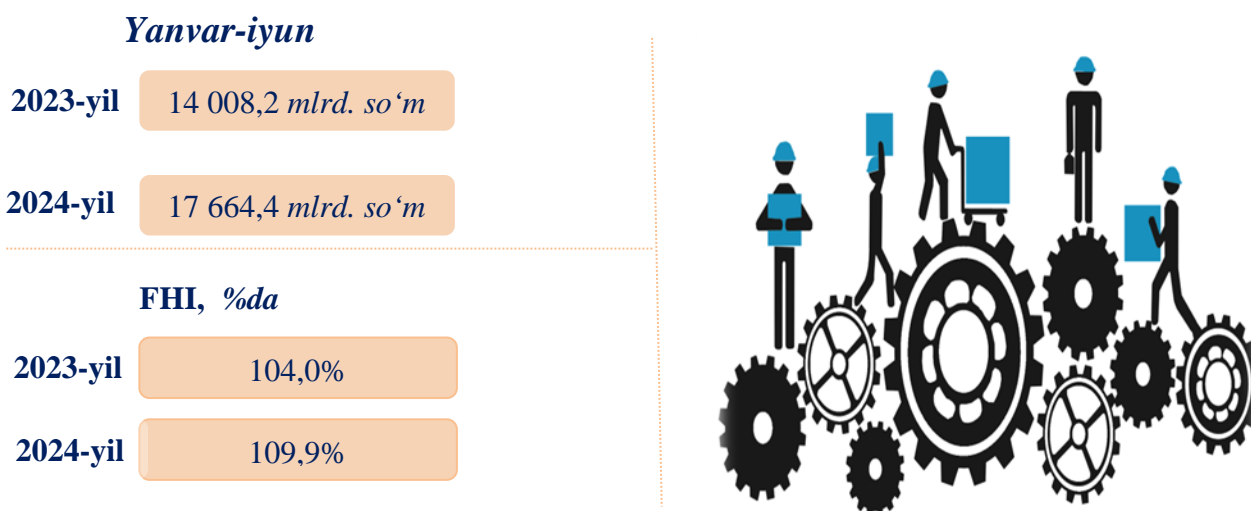 Yanvar-iyun
2023-yil 14 008,2 mlrd. so‘m
2024-yil 17 664,4 mlrd. so‘m
FHI, %da
2023-yil 104,0%
2024-yil 109,9%